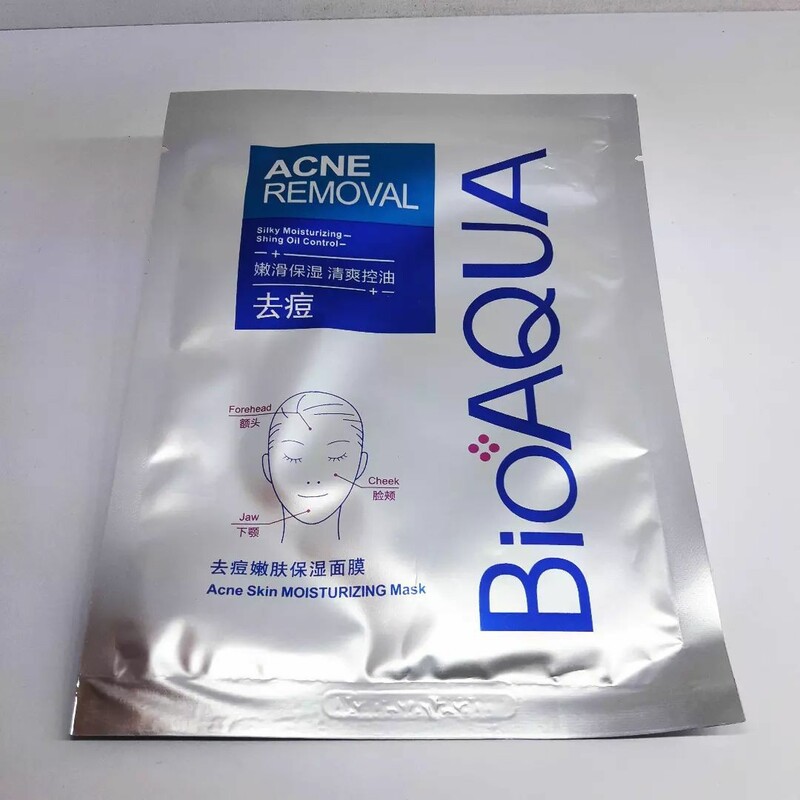 ACNE
REMOVAL
Silky Moisturizing
Shing Oil Control
嫩滑保湿 清爽控油
去痘
BIOAQUA
Forehead
额头
Cheek
脸颊
Jaw
下颚
去痘嫩肤保湿面膜
Acne Skin MOISTURIZING Mask